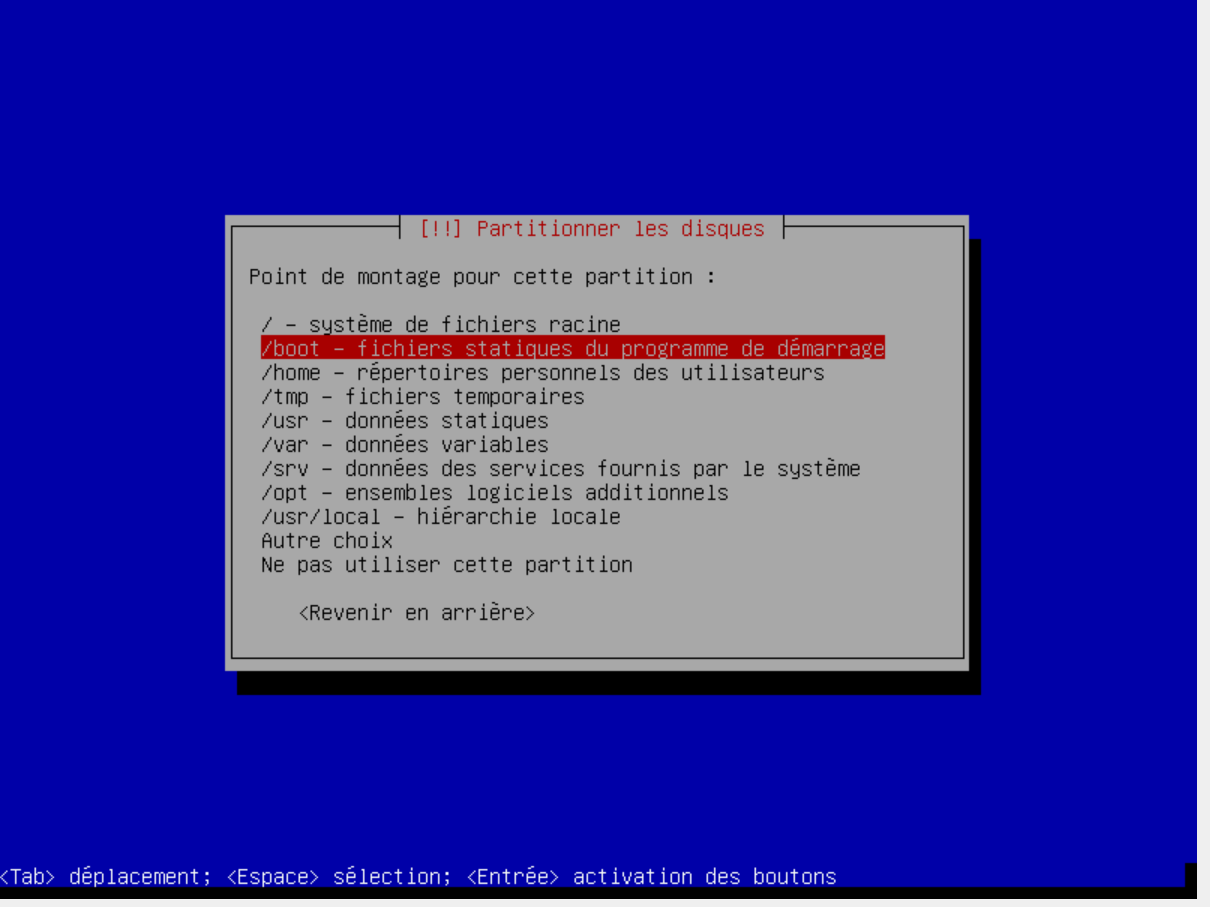 [!!] Partitionner les disques
Point de montage pour cette partition :
/ – système de fichiers racine
/boot – fichiers statiques du programme de démarrage
/home – répertoires personnels des utilisateurs
/tmp – fichiers temporaires
/usr – données statiques
/var – données variables
/srv – données des services fournis par le système
/opt – ensembles logiciels additionnels
/usr/local – hiérarchie locale
Autre choix
Ne pas utiliser cette partition
<Revenir en arrière>
<Tab> déplacement; <Espace> sélection; <Entrée> activation des boutons